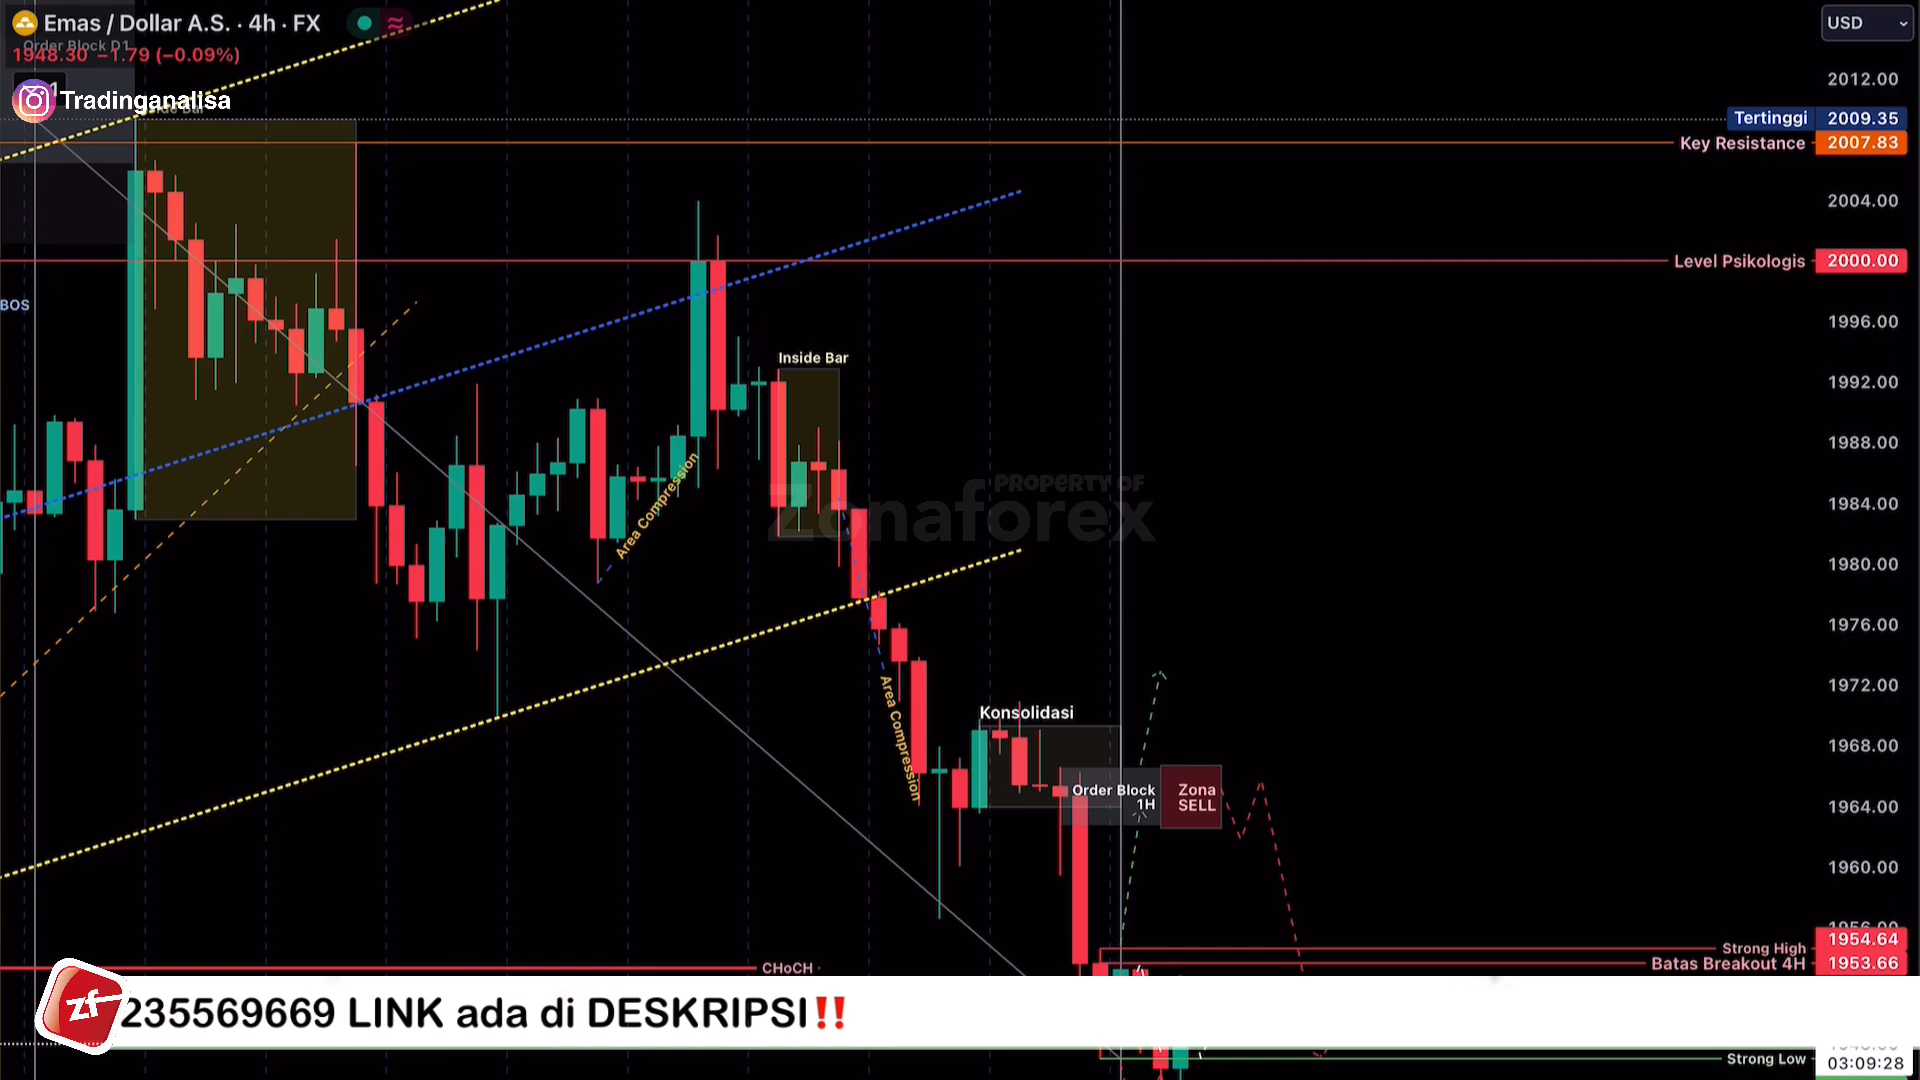 Emas / Dollar A.S. · 4h · FX
Order Block D1
1948.30 −1.79 (−0.09%)
Tradinganalisa
USD
2012.00
Tertinggi 2009.35
Key Resistance 2007.83
2004.00
Level Psikologis 2000.00
BOS
1996.00
Inside Bar
1992.00
1988.00
Area Compression
PROPERTY OF
Zonaforex
1984.00
1980.00
1976.00
1972.00
Area Compression
Konsolidasi
1968.00
Order Block
1H
Zona
SELL
1964.00
1960.00
1956.00
Strong High 1954.64
Batas Breakout 4H 1953.66
CHoCH
zf
235569669 LINK ada di DESKRIPSI‼️
Strong Low
03:09:28